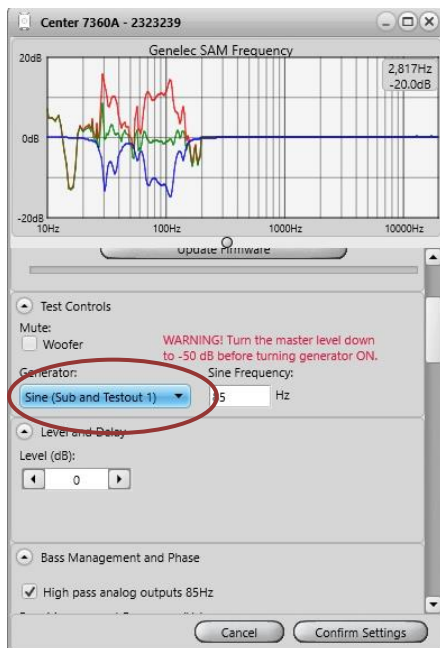 Center 7360A - 2323239
Genelec SAM Frequency
20dB
2,817Hz
-20.0dB
0dB
-20dB
10Hz 100Hz 1000Hz 10000Hz
Update Firmware
Test Controls
Mute:
Woofer
WARNING! Turn the master level down
to -50 dB before turning generator ON.
Generator: Sine Frequency:
Sine (Sub and Testout 1) 85 Hz
Level and Delay
Level (dB):
0
Bass Management and Phase
High pass analog outputs 85Hz
Cancel Confirm Settings